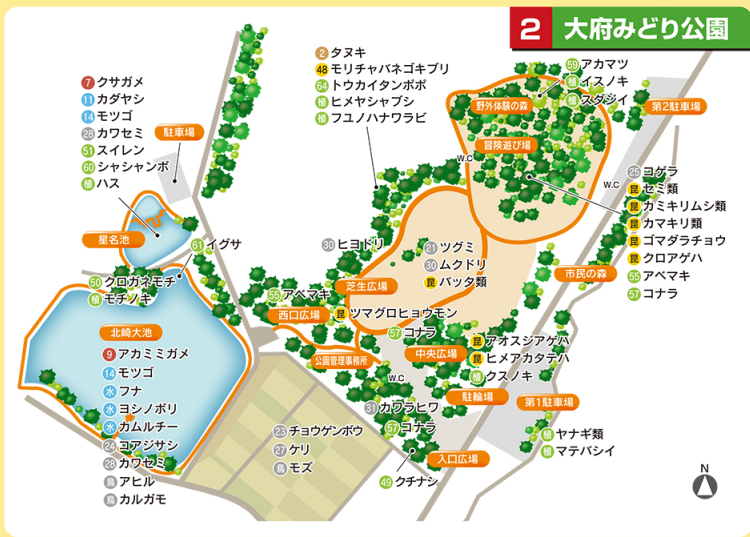 2 大府みどり公園
7 クサガメ
11 カダヤシ
14 モツゴ
28 カワセミ
51 スイレン
60 シャシャンボ
植 ハス
駐車場
星名池
2 タヌキ
48 モリチャバネゴキブリ
64 トウカイタンポポ
植 ヒメヤシャブシ
植 フユノハナワラビ
59 アカマツ
植 イスノキ
植 スダジイ
野外体験の森
冒険遊び場
第2駐車場
W.C
W.C
25 コゲラ
昆 セミ類
昆 カミキリムシ類
昆 カマキリ類
昆 ゴマダラチョウ
昆 クロアゲハ
55 アベマキ
57 コナラ
市民の森
61 イグサ
50 クロガネモチ
植 モチノキ
30 ヒヨドリ
21 ツグミ
30 ムクドリ
昆 バッタ類
芝生広場
55 アベマキ
西口広場
昆 ツマグロヒョウモン
57 コナラ
公園管理事務所
中央広場
昆 アオスジアゲハ
昆 ヒメアカタテハ
植 クスノキ
北崎大池
9 アカミミガメ
14 モツゴ
水 フナ
水 ヨシノボリ
水 カムルチー
24 コアジサシ
28 カワセミ
鳥 アヒル
鳥 カルガモ
W.C
31 カワラヒワ
57 コナラ
駐輪場
第1駐車場
植 ヤナギ類
植 マテバシイ
23 チョウゲンボウ
27 ケリ
鳥 モズ
入口広場
49 クチナシ
N